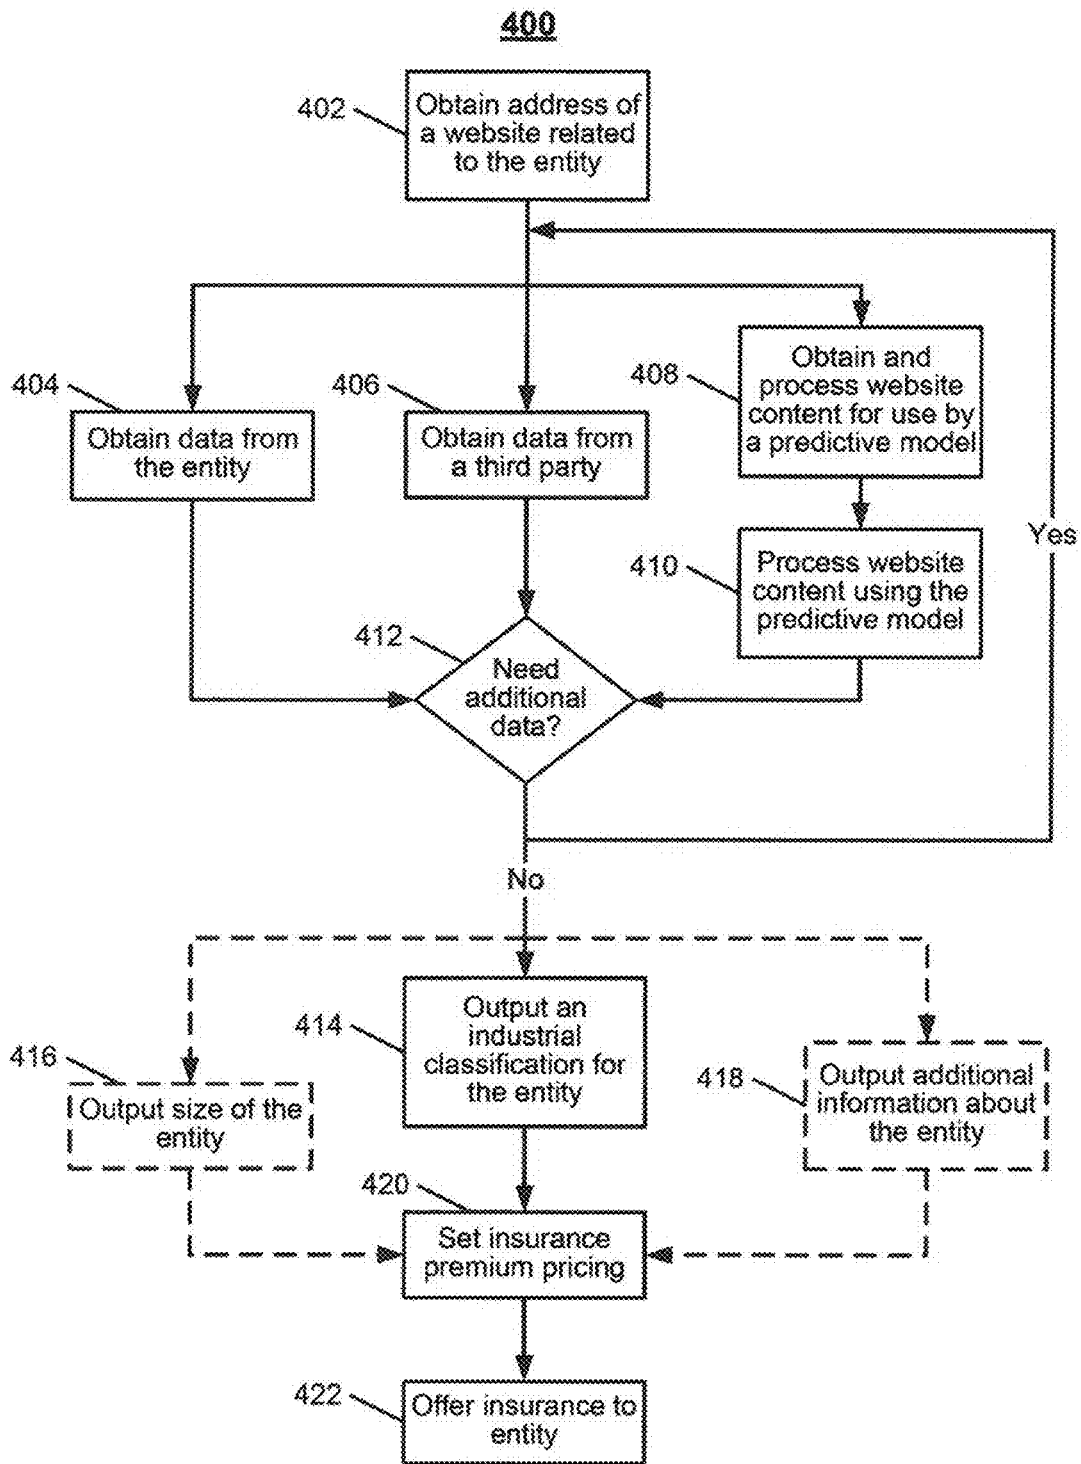 400
402
Obtain address of
a website related
to the entity
404
Obtain data from
the entity
406
Obtain data from
a third party
408
Obtain and
process website
content for use by
a predictive model
410
Process website
content using the
predictive model
Yes
412
Need
additional
data?
No
414
Output an
industrial
classification for
the entity
416
Output size of the
entity
418
Output additional
information about
the entity
420
Set insurance
premium pricing
422
Offer insurance to
entity